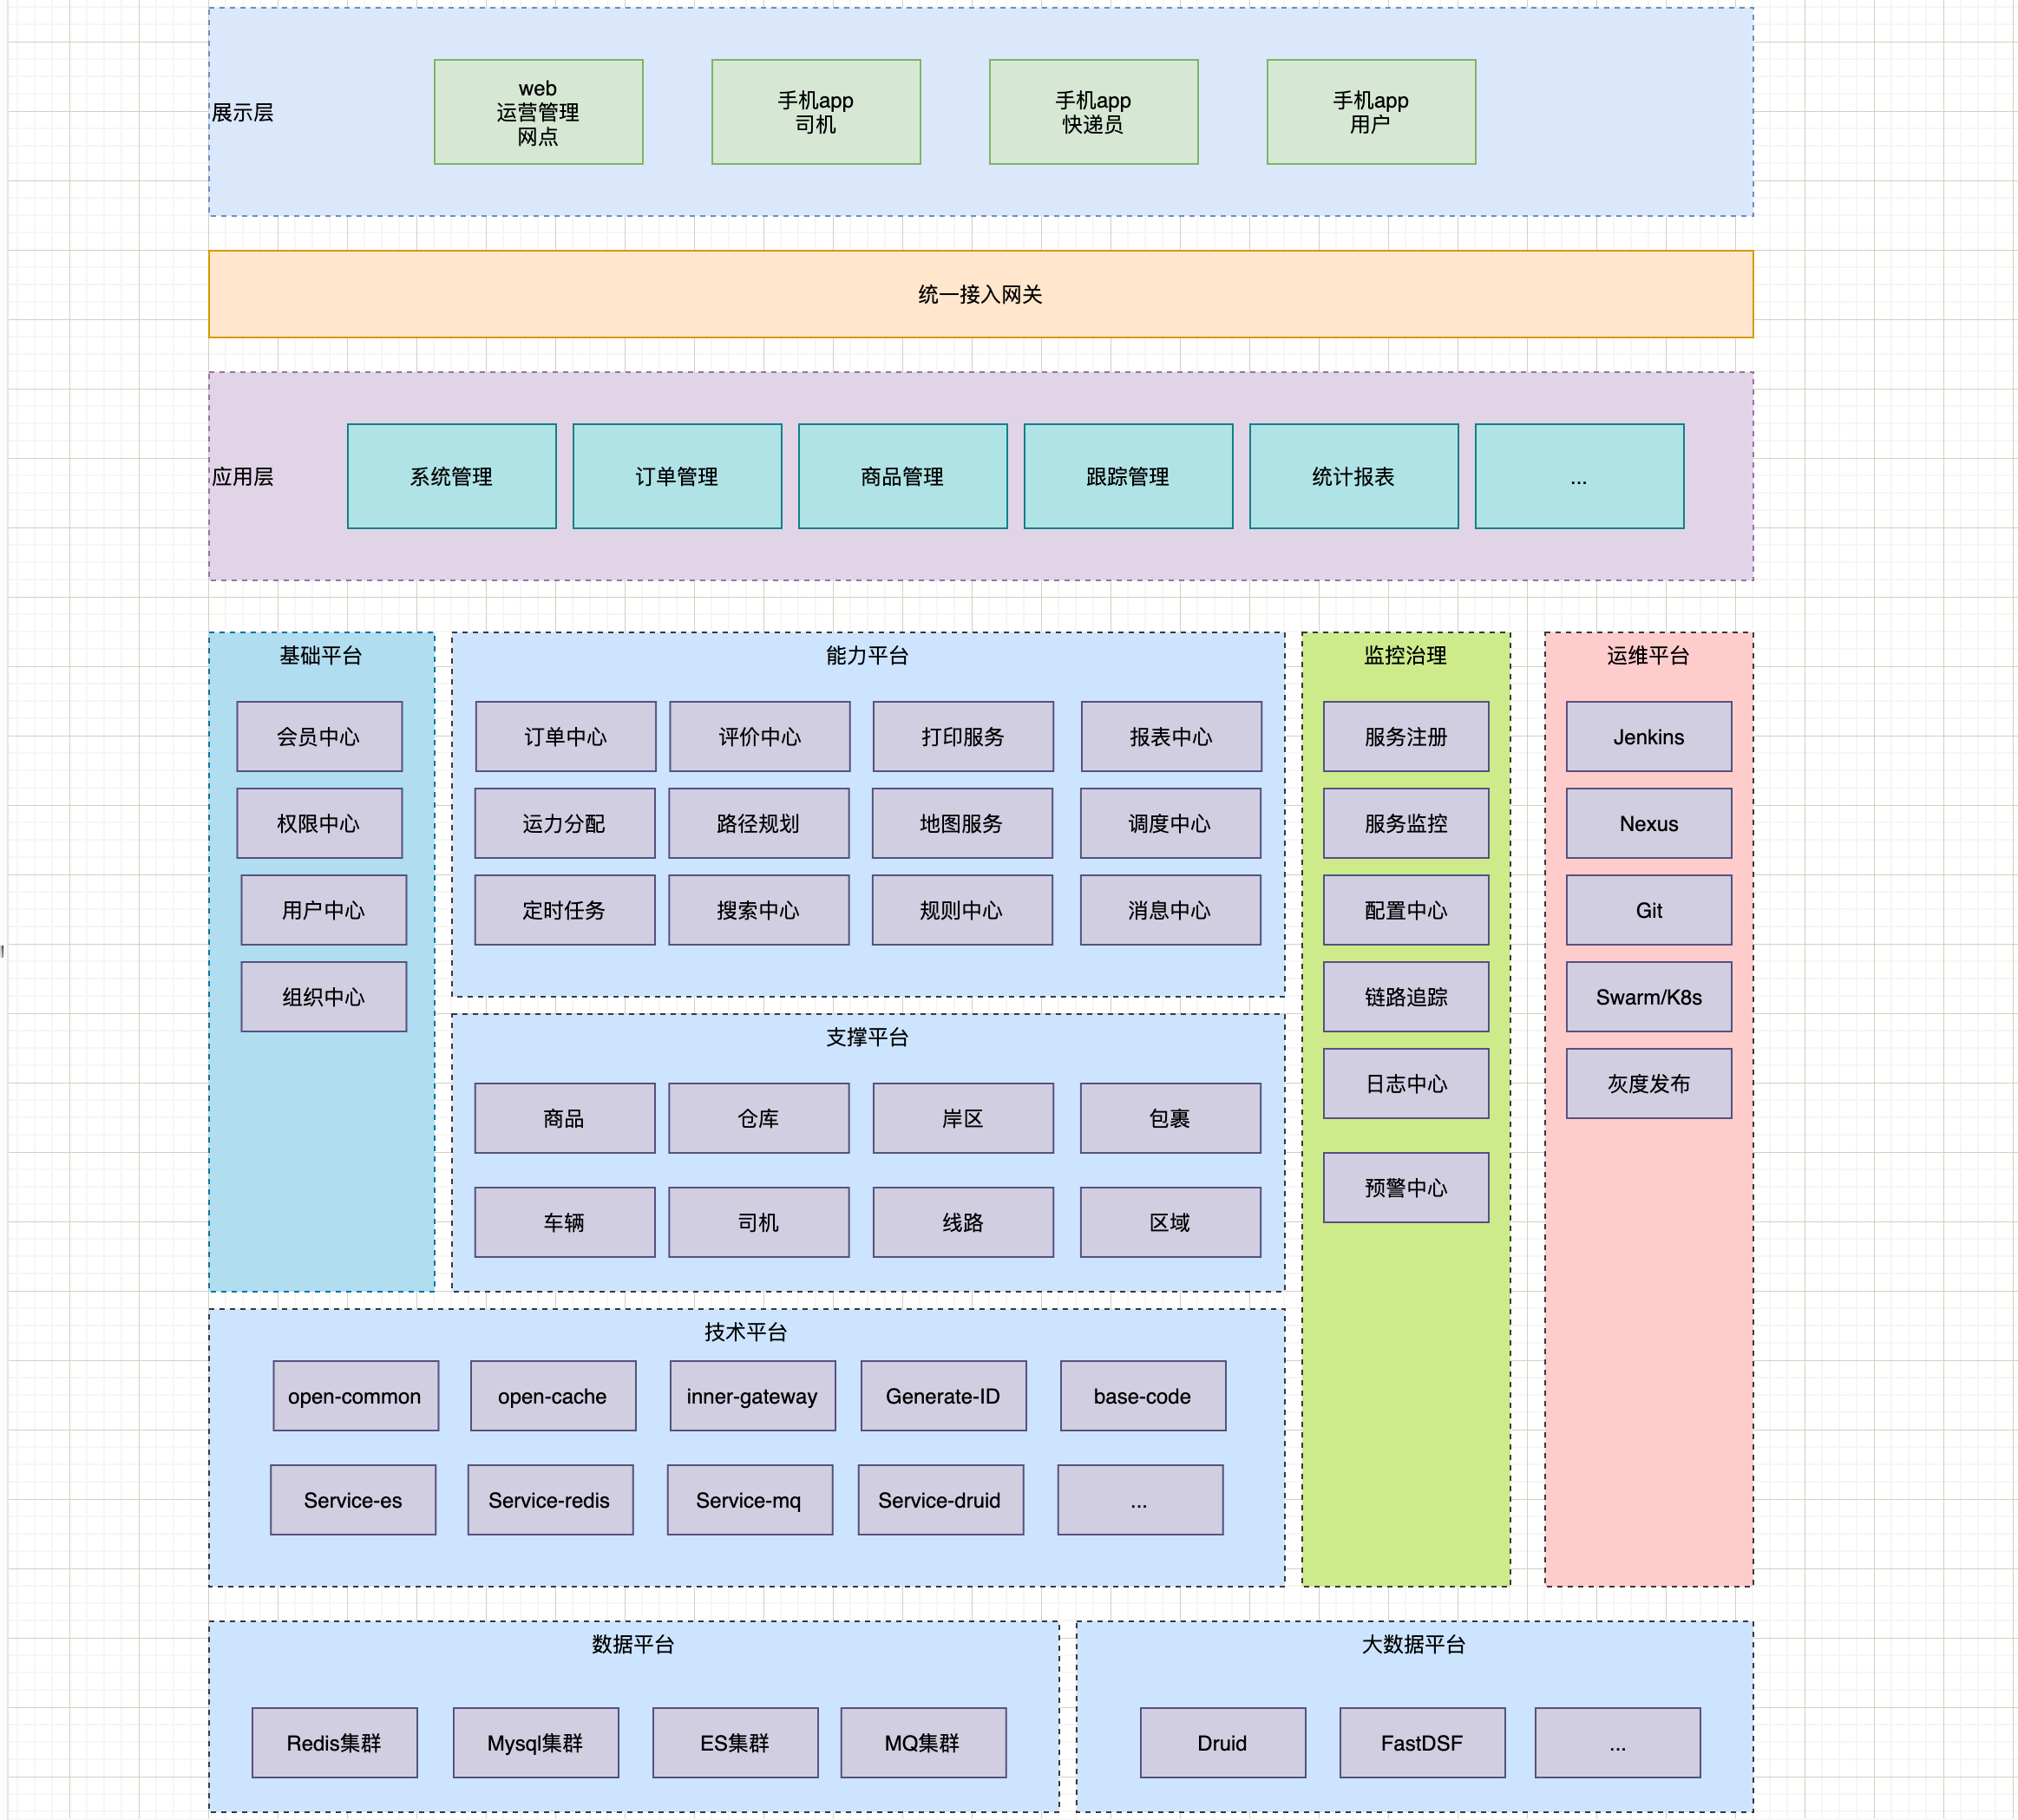 展示层
web
运营管理
网点
手机app
司机
手机app
快递员
手机app
用户
统一接入网关
应用层
系统管理
订单管理
商品管理
跟踪管理
统计报表
...
基础平台
会员中心
权限中心
用户中心
组织中心
能力平台
订单中心
评价中心
打印服务
报表中心
运力分配
路径规划
地图服务
调度中心
定时任务
搜索中心
规则中心
消息中心
支撑平台
商品
仓库
岸区
包裹
车辆
司机
线路
区域
监控治理
服务注册
服务监控
配置中心
链路追踪
日志中心
预警中心
运维平台
Jenkins
Nexus
Git
Swarm/K8s
灰度发布
技术平台
open-common
open-cache
inner-gateway
Generate-ID
base-code
Service-es
Service-redis
Service-mq
Service-druid
...
数据平台
Redis集群
Mysql集群
ES集群
MQ集群
大数据平台
Druid
FastDSF
...